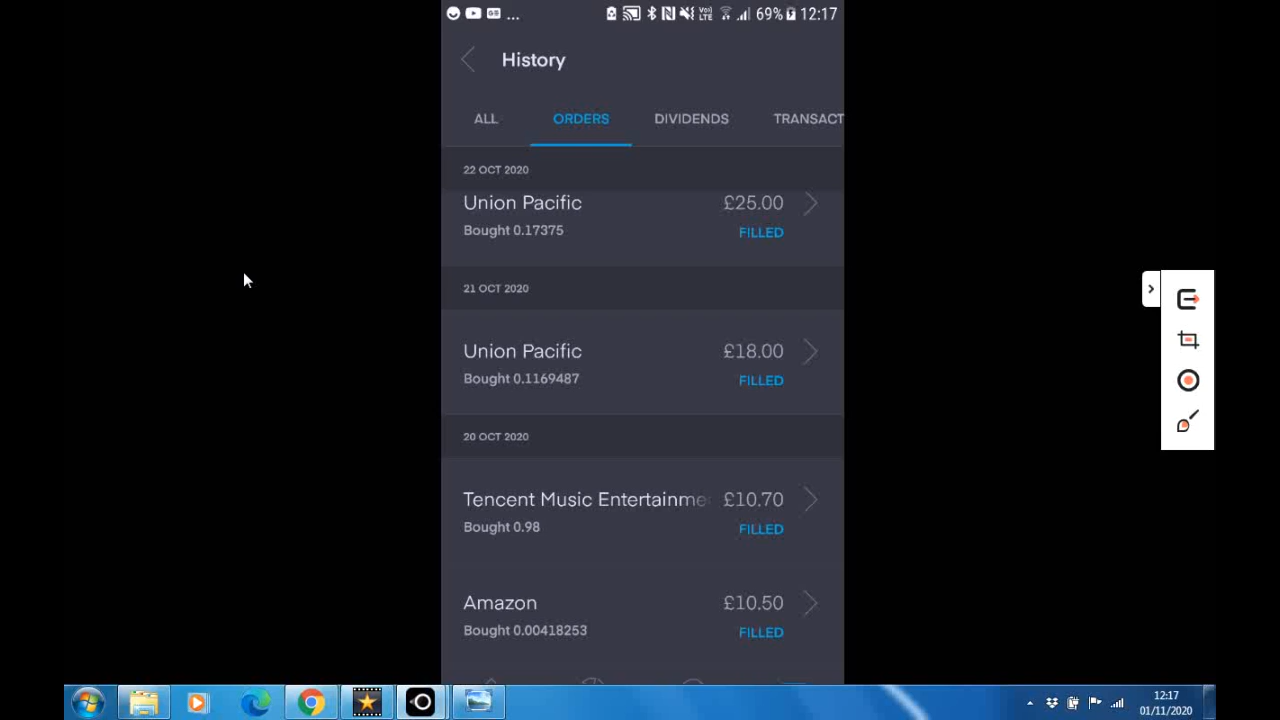 ... 69% 12:17
History
ALL ORDERS DIVIDENDS TRANSACT
22 OCT 2020
Union Pacific £25.00
Bought 0.17375 FILLED
21 OCT 2020
Union Pacific £18.00
Bought 0.1169487 FILLED
20 OCT 2020
Tencent Music Entertainme £10.70
Bought 0.98 FILLED
Amazon £10.50
Bought 0.00418253 FILLED
12:17
01/11/2020